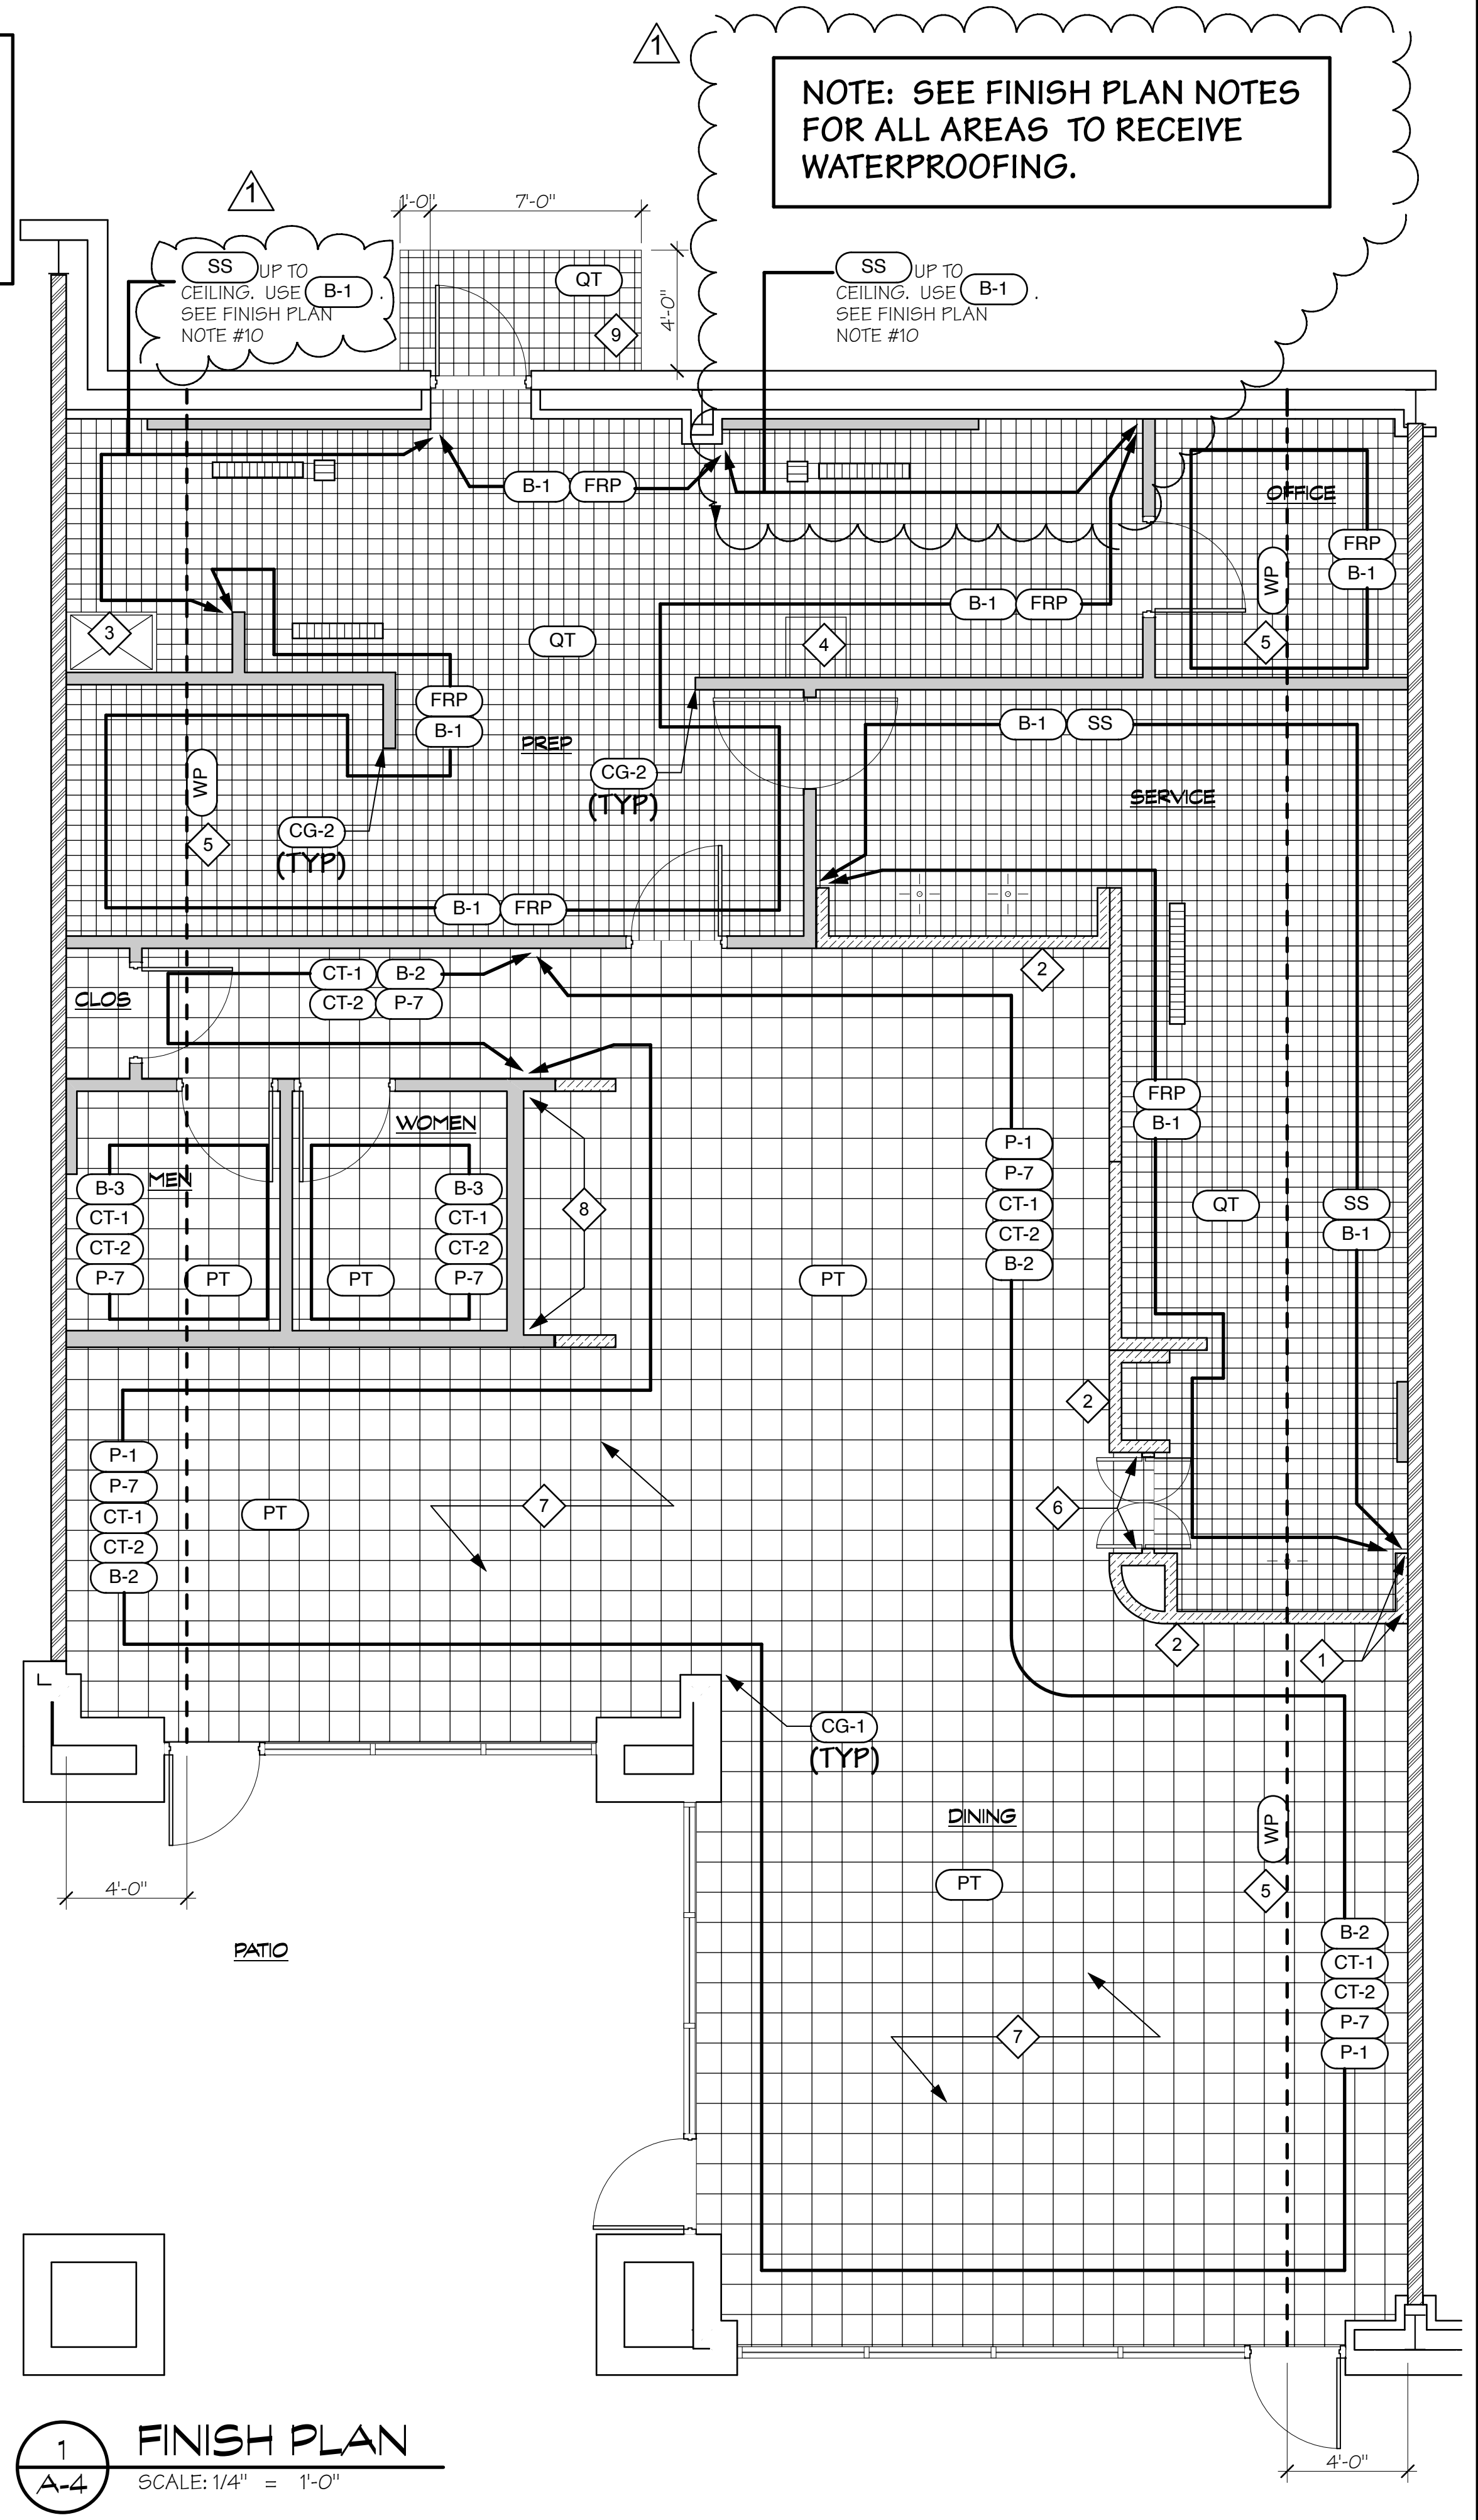 1
NOTE: SEE FINISH PLAN NOTES
FOR ALL AREAS TO RECEIVE
WATERPROOFING.
1
1'-0"
7'-0"
SS UP TO
CEILING. USE B-1 .
SEE FINISH PLAN
NOTE #10
QT
9
4'-0"
SS UP TO
CEILING. USE B-1 .
SEE FINISH PLAN
NOTE #10
B-1 FRP
OFFICE
FRP
B-1
WP
5
B-1 FRP
3
QT
4
FRP
B-1
PREP
CG-2
(TYP)
B-1 SS
SERVICE
WP
5
CG-2
(TYP)
B-1 FRP
CLOS
CT-1 B-2
CT-2 P-7
2
WOMEN
MEN
B-3
CT-1
CT-2
P-7
PT
PT
B-3
CT-1
CT-2
P-7
8
PT
P-1
P-7
CT-1
CT-2
B-2
FRP
B-1
QT
SS
B-1
2
P-1
P-7
CT-1
CT-2
B-2
PT
7
6
2
1
CG-1
(TYP)
DINING
WP
5
PT
4'-0"
PATIO
B-2
CT-1
CT-2
P-7
P-1
7
1
A-4
FINISH PLAN
SCALE: 1/4" = 1'-0"
4'-0"